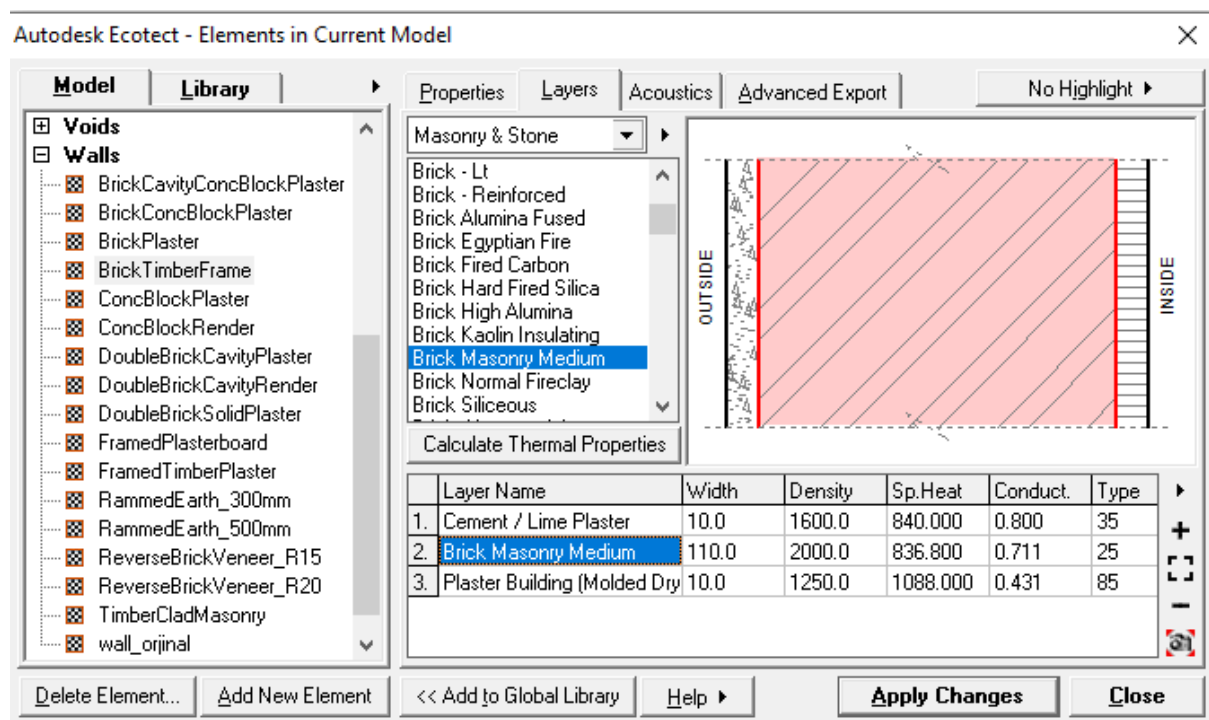 Autodesk Ecotect - Elements in Current Model
Model Library
Voids
Walls
BrickCavityConcBlockPlaster
BrickConcBlockPlaster
BrickPlaster
BrickTimberFrame
ConcBlockPlaster
ConcBlockRender
DoubleBrickCavityPlaster
DoubleBrickCavityRender
DoubleBrickSolidPlaster
FramedPlasterboard
FramedTimberPlaster
RammedEarth_300mm
RammedEarth_500mm
ReverseBrickVeneer_R15
ReverseBrickVeneer_R20
TimberCladMasonry
wall_orjinal
Delete Element... Add New Element
Properties Layers Acoustics Advanced Export No Highlight
Masonry & Stone
Brick - Lt
Brick - Reinforced
Brick Alumina Fused
Brick Egyptian Fire
Brick Fired Carbon
Brick Hard Fired Silica
Brick High Alumina
Brick Kaolin Insulating
Brick Masonry Medium
Brick Normal Fireclay
Brick Siliceous
Calculate Thermal Properties
OUTSIDE
INSIDE
Layer Name Width Density Sp.Heat Conduct. Type
1. Cement / Lime Plaster 10.0 1600.0 840.000 0.800 35
2. Brick Masonry Medium 110.0 2000.0 836.800 0.711 25
3. Plaster Building (Molded Dry 10.0 1250.0 1088.000 0.431 85
<< Add to Global Library Help Apply Changes Close